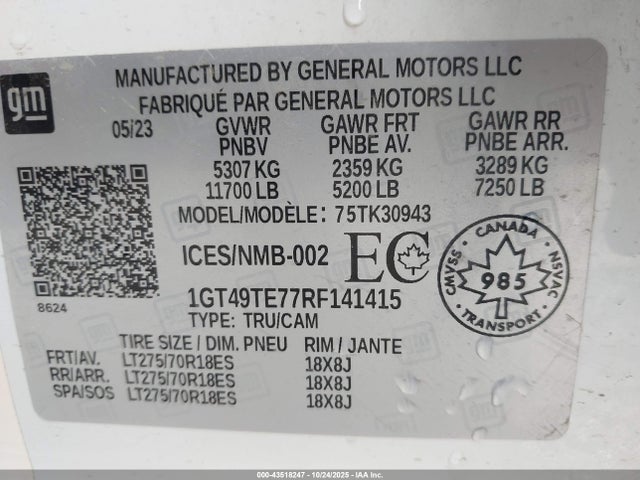 gm
MANUFACTURED BY GENERAL MOTORS LLC
FABRIQUÉ PAR GENERAL MOTORS LLC
05/23 GVWR GAWR FRT GAWR RR
PNBV PNBE AV. PNBE ARR.
5307 KG 2359 KG 3289 KG
11700 LB 5200 LB 7250 LB
MODEL/MODÈLE: 75TK30943
ICES/NMB-002 EC
CANADA
CMVSS 985 NSVAC
TRANSPORT
8624
1GT49TE77RF141415
TYPE: TRU/CAM
TIRE SIZE / DIM. PNEU RIM / JANTE
FRT/AV. LT275/70R18ES 18X8J
RR/ARR. LT275/70R18ES 18X8J
SPA/SOS LT275/70R18ES 18X8J
000-43518247 - 10/24/2025 - IAAI.com